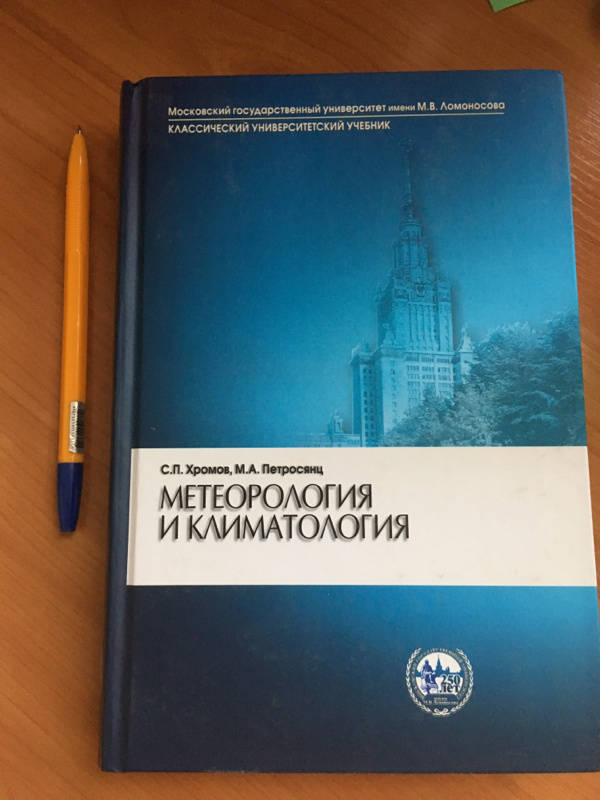 Московский государственный университет имени М.В. Ломоносова
КЛАССИЧЕСКИЙ УНИВЕРСИТЕТСКИЙ УЧЕБНИК
С.П. Хромов, М.А. Петросянц
МЕТЕОРОЛОГИЯ
И КЛИМАТОЛОГИЯ
250
ЛЕТ